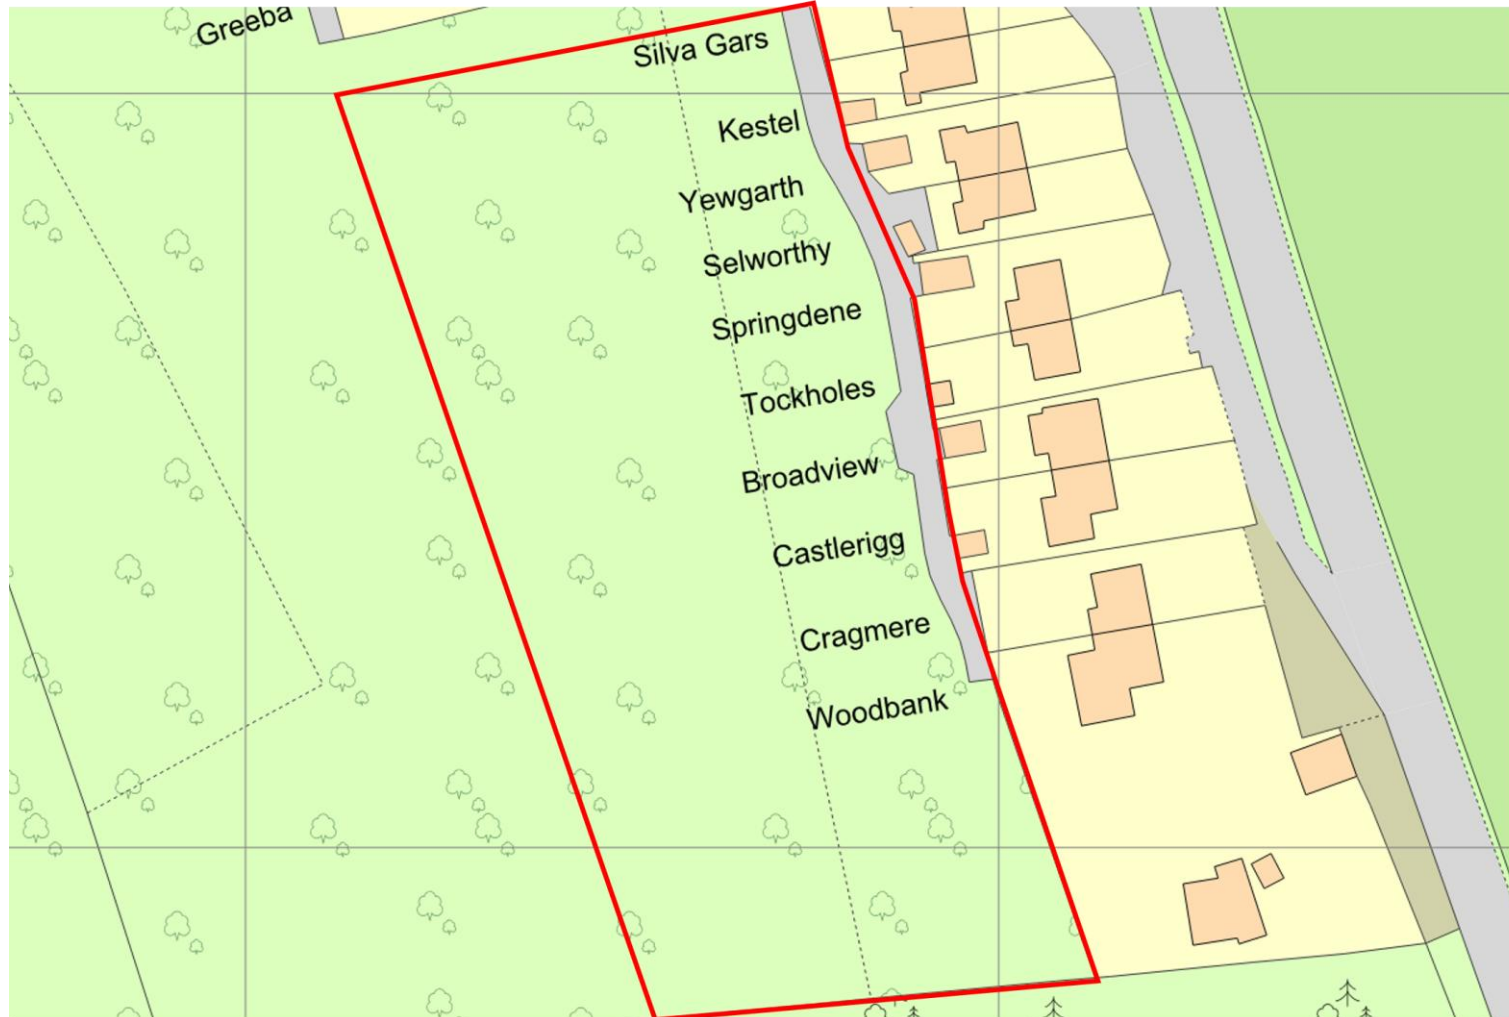 Greeba
Silva Gars
Kestel
Yewgarth
Selworthy
Springdene
Tockholes
Broadview
Castlerigg
Cragmere
Woodbank